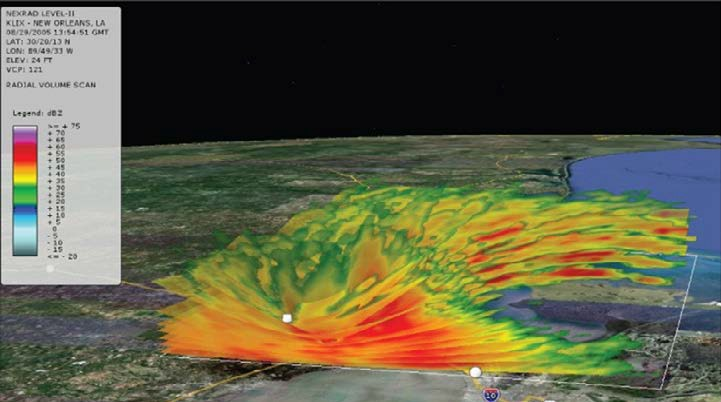 NEXRAD LEVEL-II
KLIX - NEW ORLEANS, LA
08/29/2005 13:54:51 GMT
LAT: 30/20/13 N
LON: 89/49/33 W
ELEV: 24 FT
VCP: 121
RADIAL VOLUME SCAN
Legend: dBZ
>= + 75
+ 70
+ 65
+ 60
+ 55
+ 50
+ 45
+ 40
+ 35
+ 30
+ 25
+ 20
+ 15
+ 10
+ 5
0
- 5
- 10
- 15
<= - 20
10